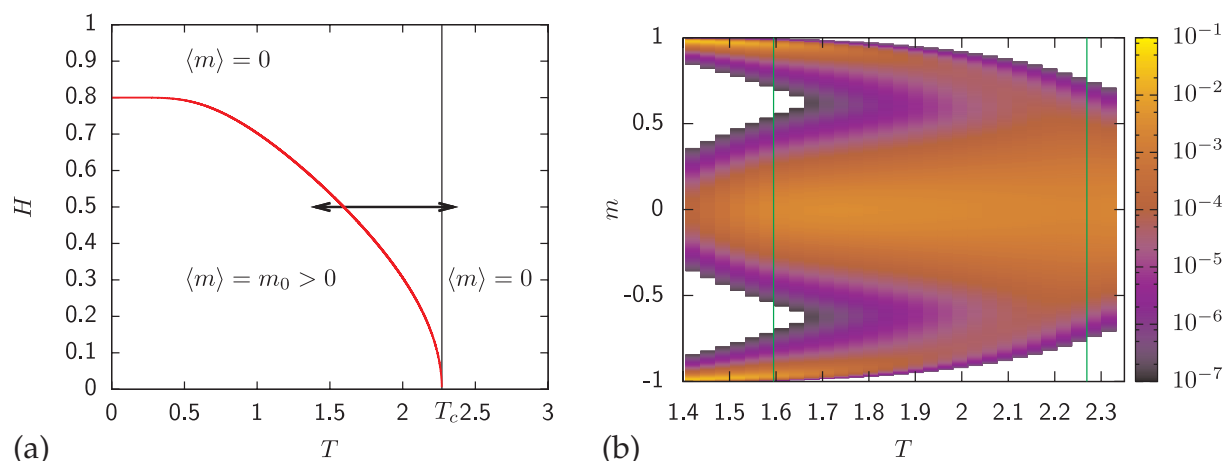 1
0.9
0.8
0.7
0.6
0.5
0.4
0.3
0.2
0.1
0
H
⟨m⟩ = 0
⟨m⟩ = m₀ > 0
⟨m⟩ = 0
0 0.5 1 1.5 2 T_c 2.5 3
(a) T
1
0.5
0
-0.5
-1
m
1.4 1.5 1.6 1.7 1.8 1.9 2 2.1 2.2 2.3
(b) T
10⁻¹
10⁻²
10⁻³
10⁻⁴
10⁻⁵
10⁻⁶
10⁻⁷